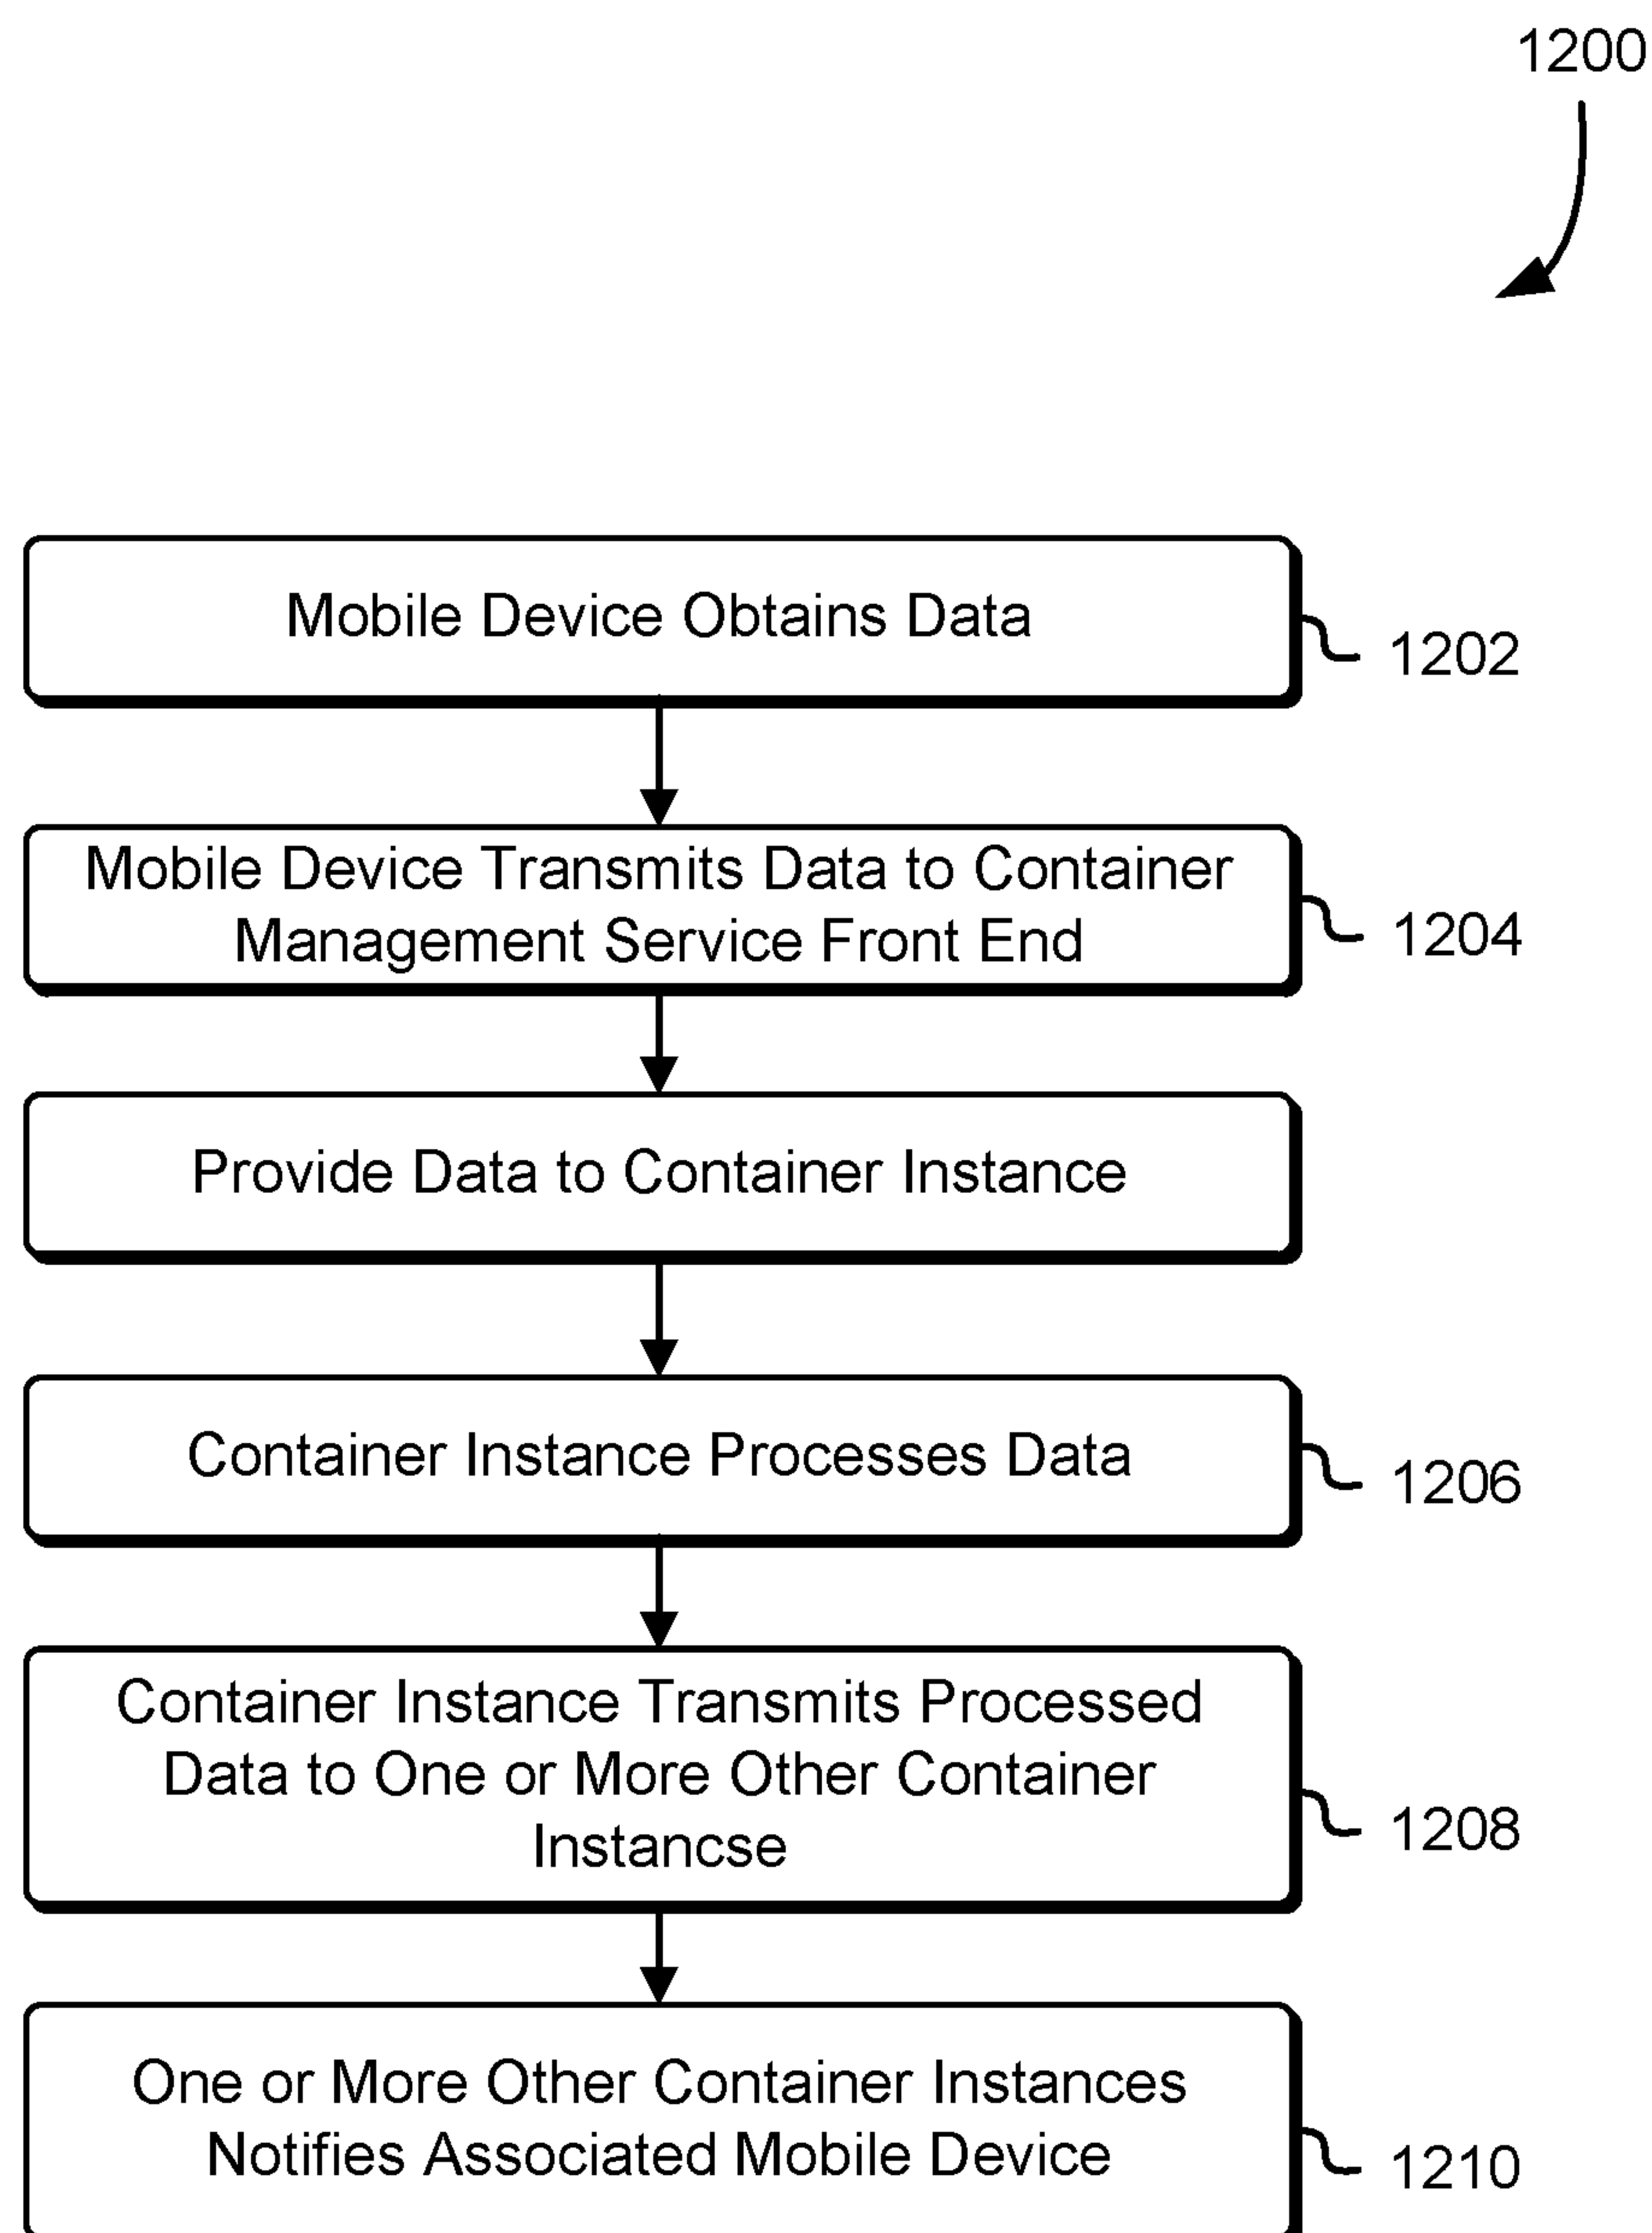 1200
Mobile Device Obtains Data
1202
Mobile Device Transmits Data to Container
Management Service Front End
1204
Provide Data to Container Instance
Container Instance Processes Data
1206
Container Instance Transmits Processed
Data to One or More Other Container
Instancse
1208
One or More Other Container Instances
Notifies Associated Mobile Device
1210